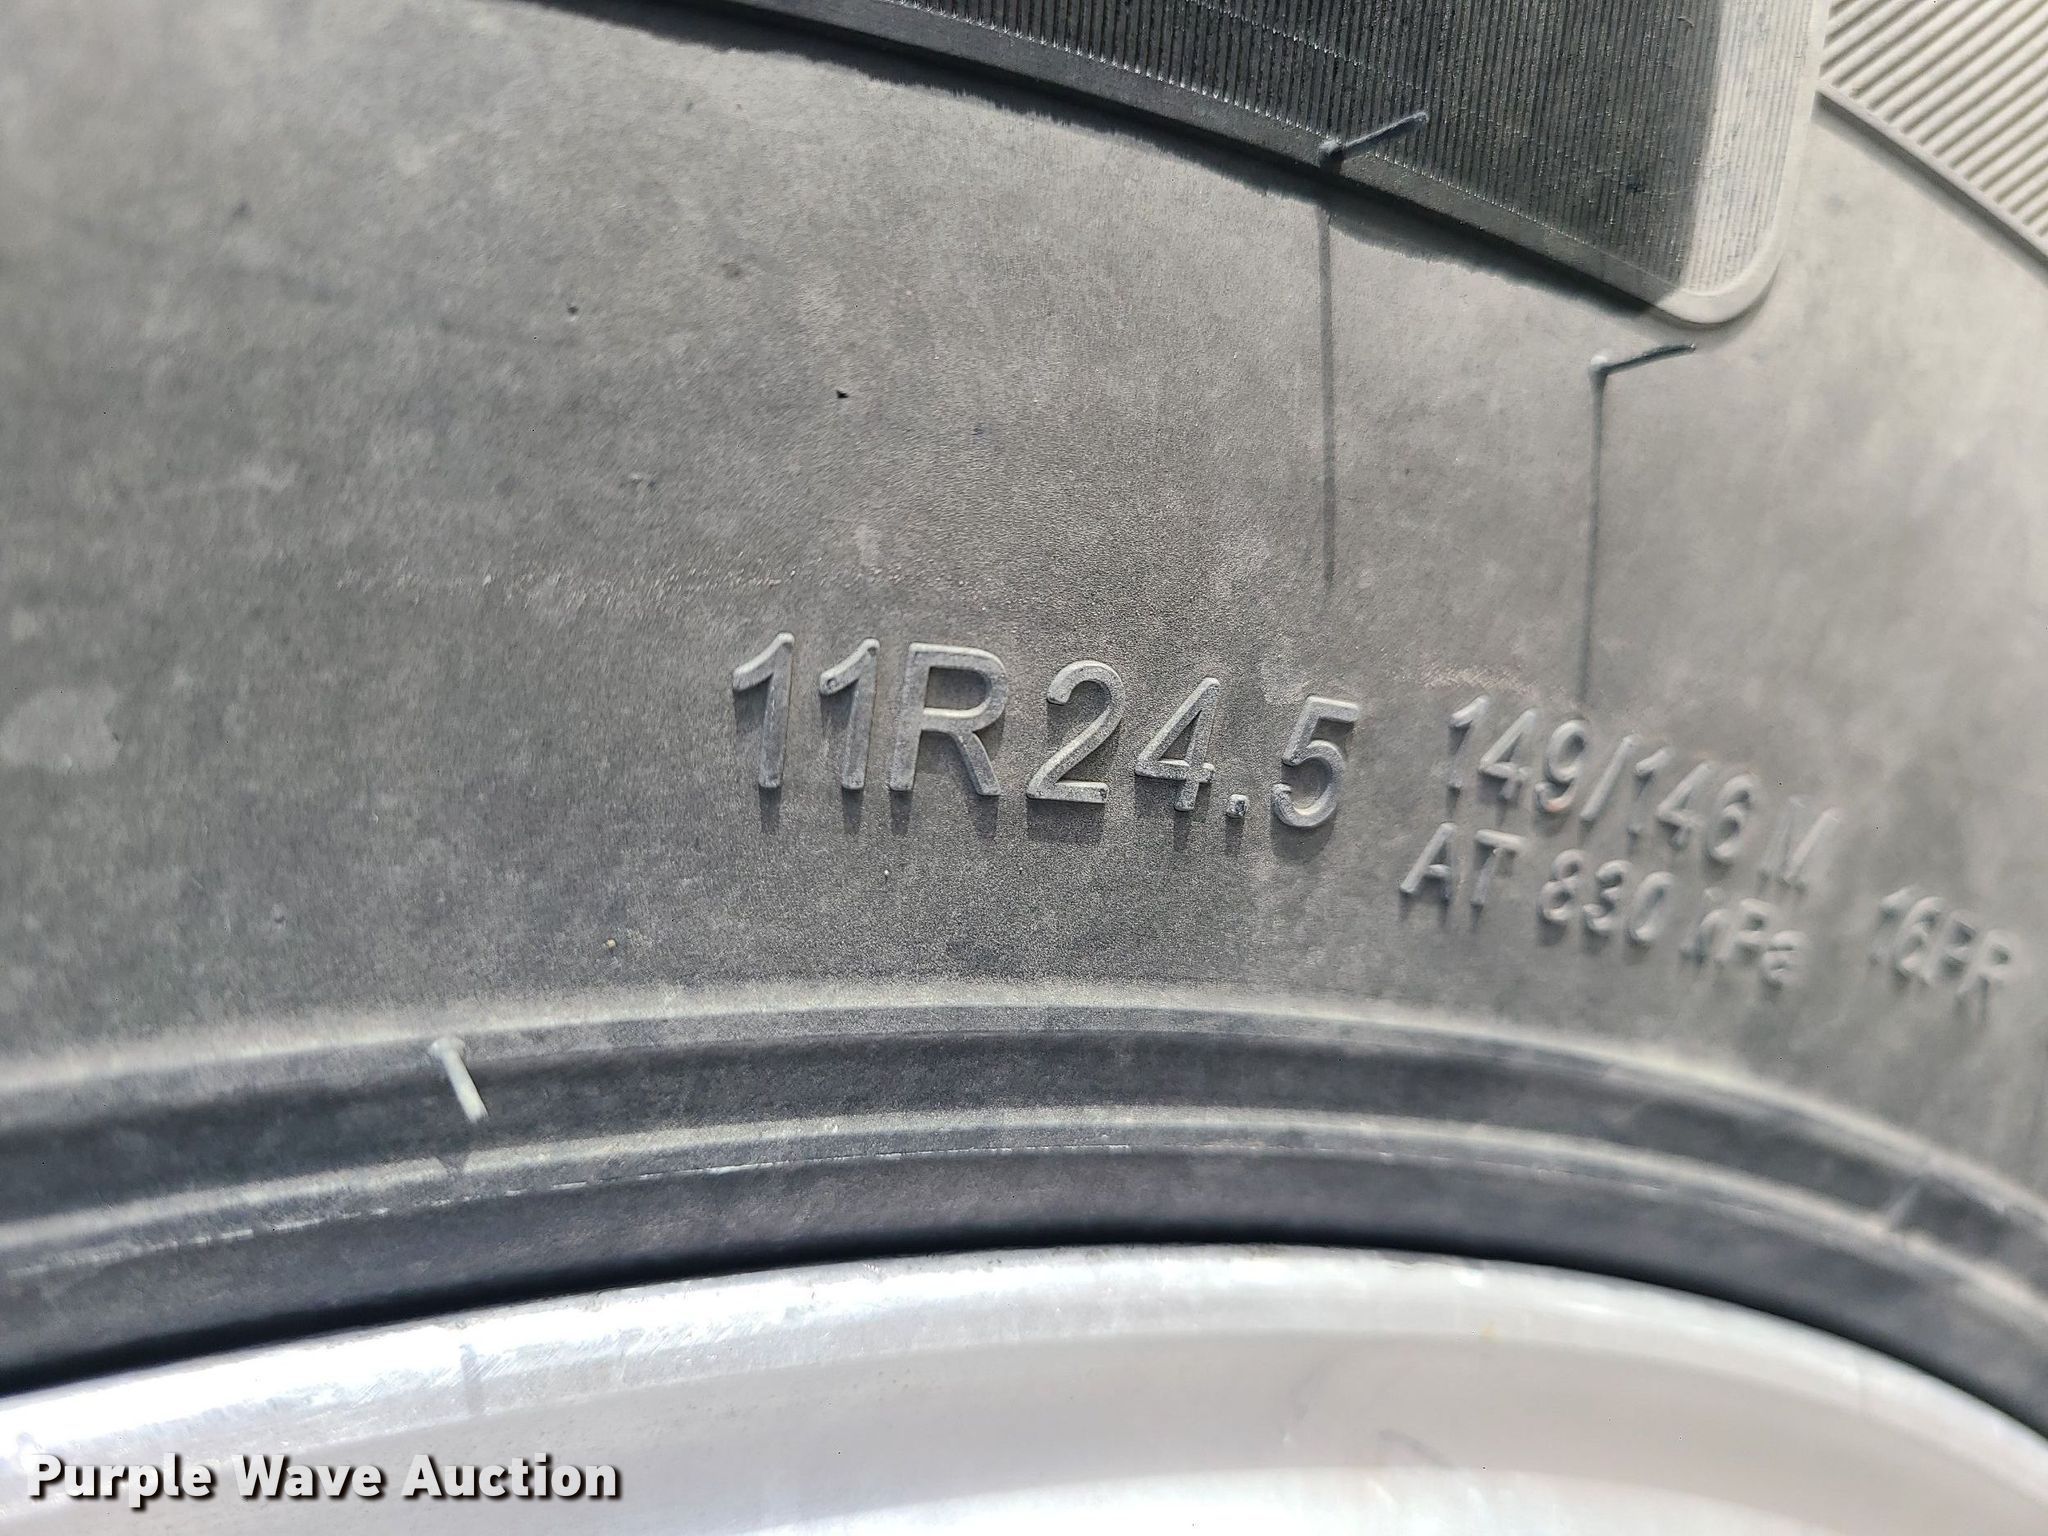 11R24.5
149/146 M
AT 830 kPa
16PR
Purple Wave Auction